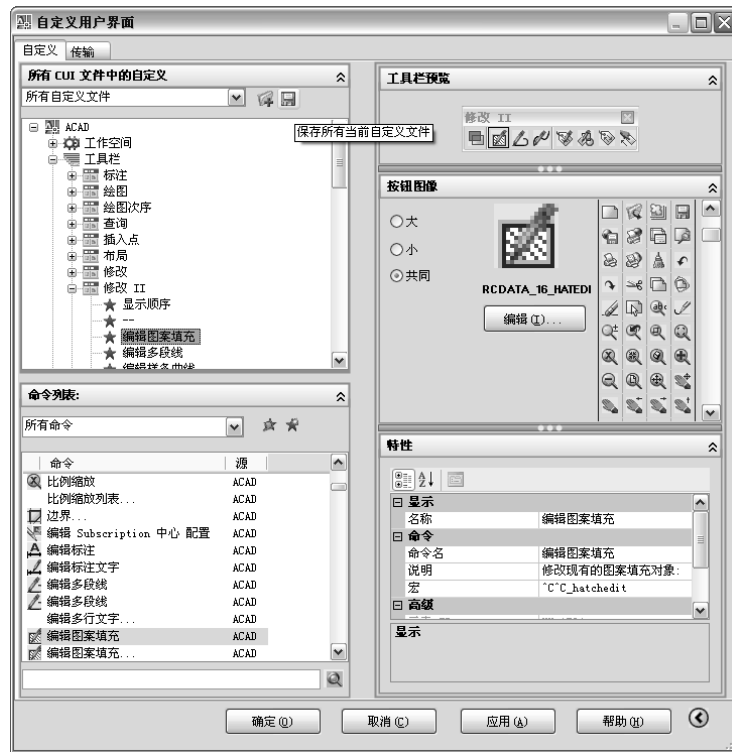 自定义用户界面
自定义 传输
所有 CUI 文件中的自定义
所有自定义文件
保存所有当前自定义文件
ACAD
工作空间
工具栏
标注
绘图
绘图次序
查询
插入点
布局
修改
修改 II
显示顺序
--
编辑图案填充
编辑多段线
编辑样条曲线
命令列表:
所有命令
命令 源
比例缩放 ACAD
比例缩放列表... ACAD
边界... ACAD
编辑 Subscription 中心 配置 ACAD
编辑标注 ACAD
编辑标注文字 ACAD
编辑多段线 ACAD
编辑多段线 ACAD
编辑多行文字... ACAD
编辑图案填充 ACAD
编辑图案填充... ACAD
工具栏预览
修改 II
按钮图像
大
小
共同
RCDATA_16_HATEDI
编辑(I)...
特性
显示
名称 编辑图案填充
命令
命令名 编辑图案填充
说明 修改现有的图案填充对象:
宏 ^C^C_hatchedit
高级
显示
确定(O) 取消(C) 应用(A) 帮助(H)